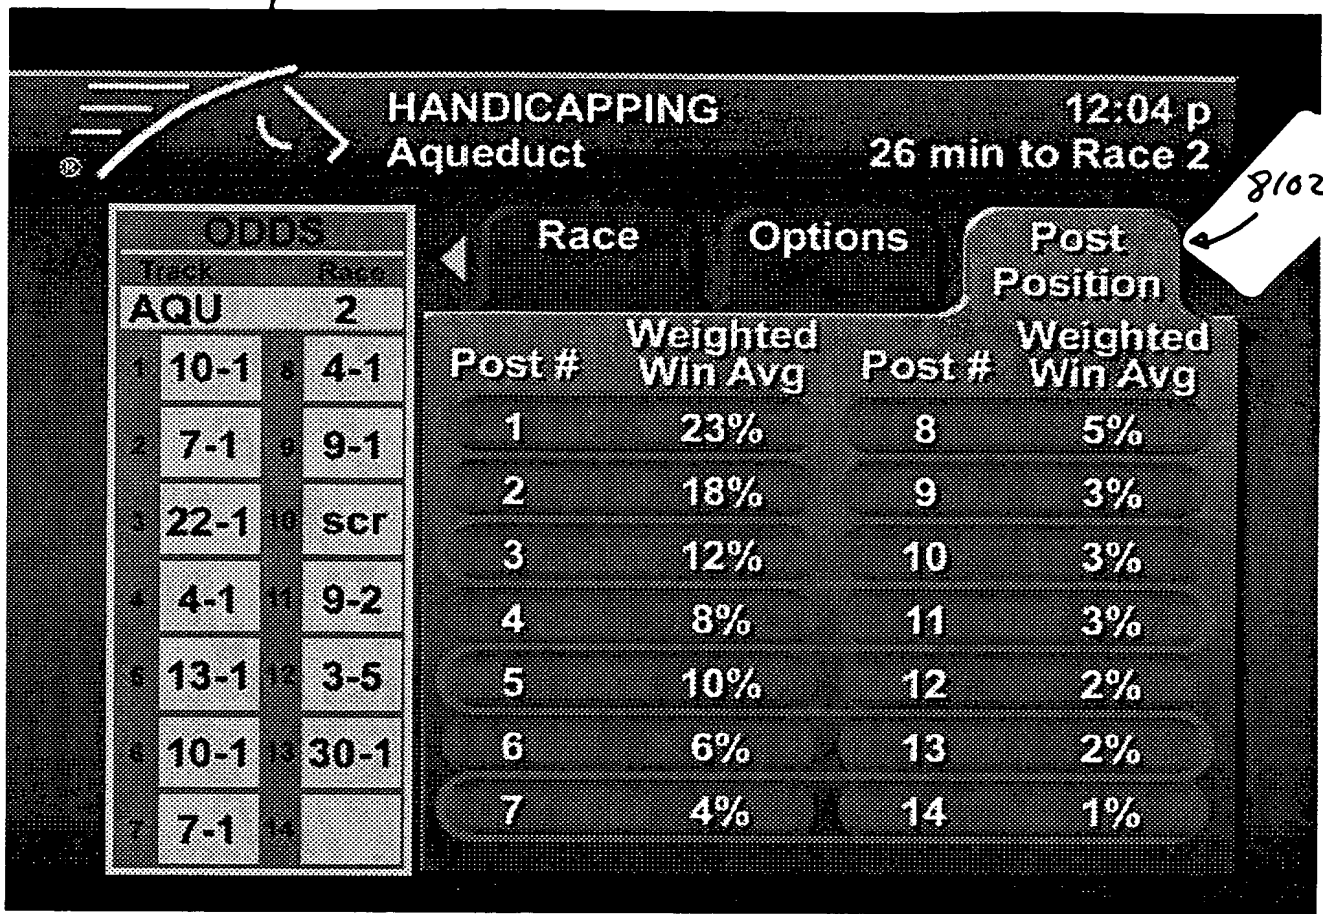 HANDICAPPING
Aqueduct
12:04 p
26 min to Race 2
8102
ODDS
Track Race
AQU 2
1 10-1 8 4-1
2 7-1 9 9-1
3 22-1 10 scr
4 4-1 11 9-2
5 13-1 12 3-5
6 10-1 13 30-1
7 7-1 14
Race Options Post
Position
Post # Weighted
Win Avg Post # Weighted
Win Avg
1 23% 8 5%
2 18% 9 3%
3 12% 10 3%
4 8% 11 3%
5 10% 12 2%
6 6% 13 2%
7 4% 14 1%
®